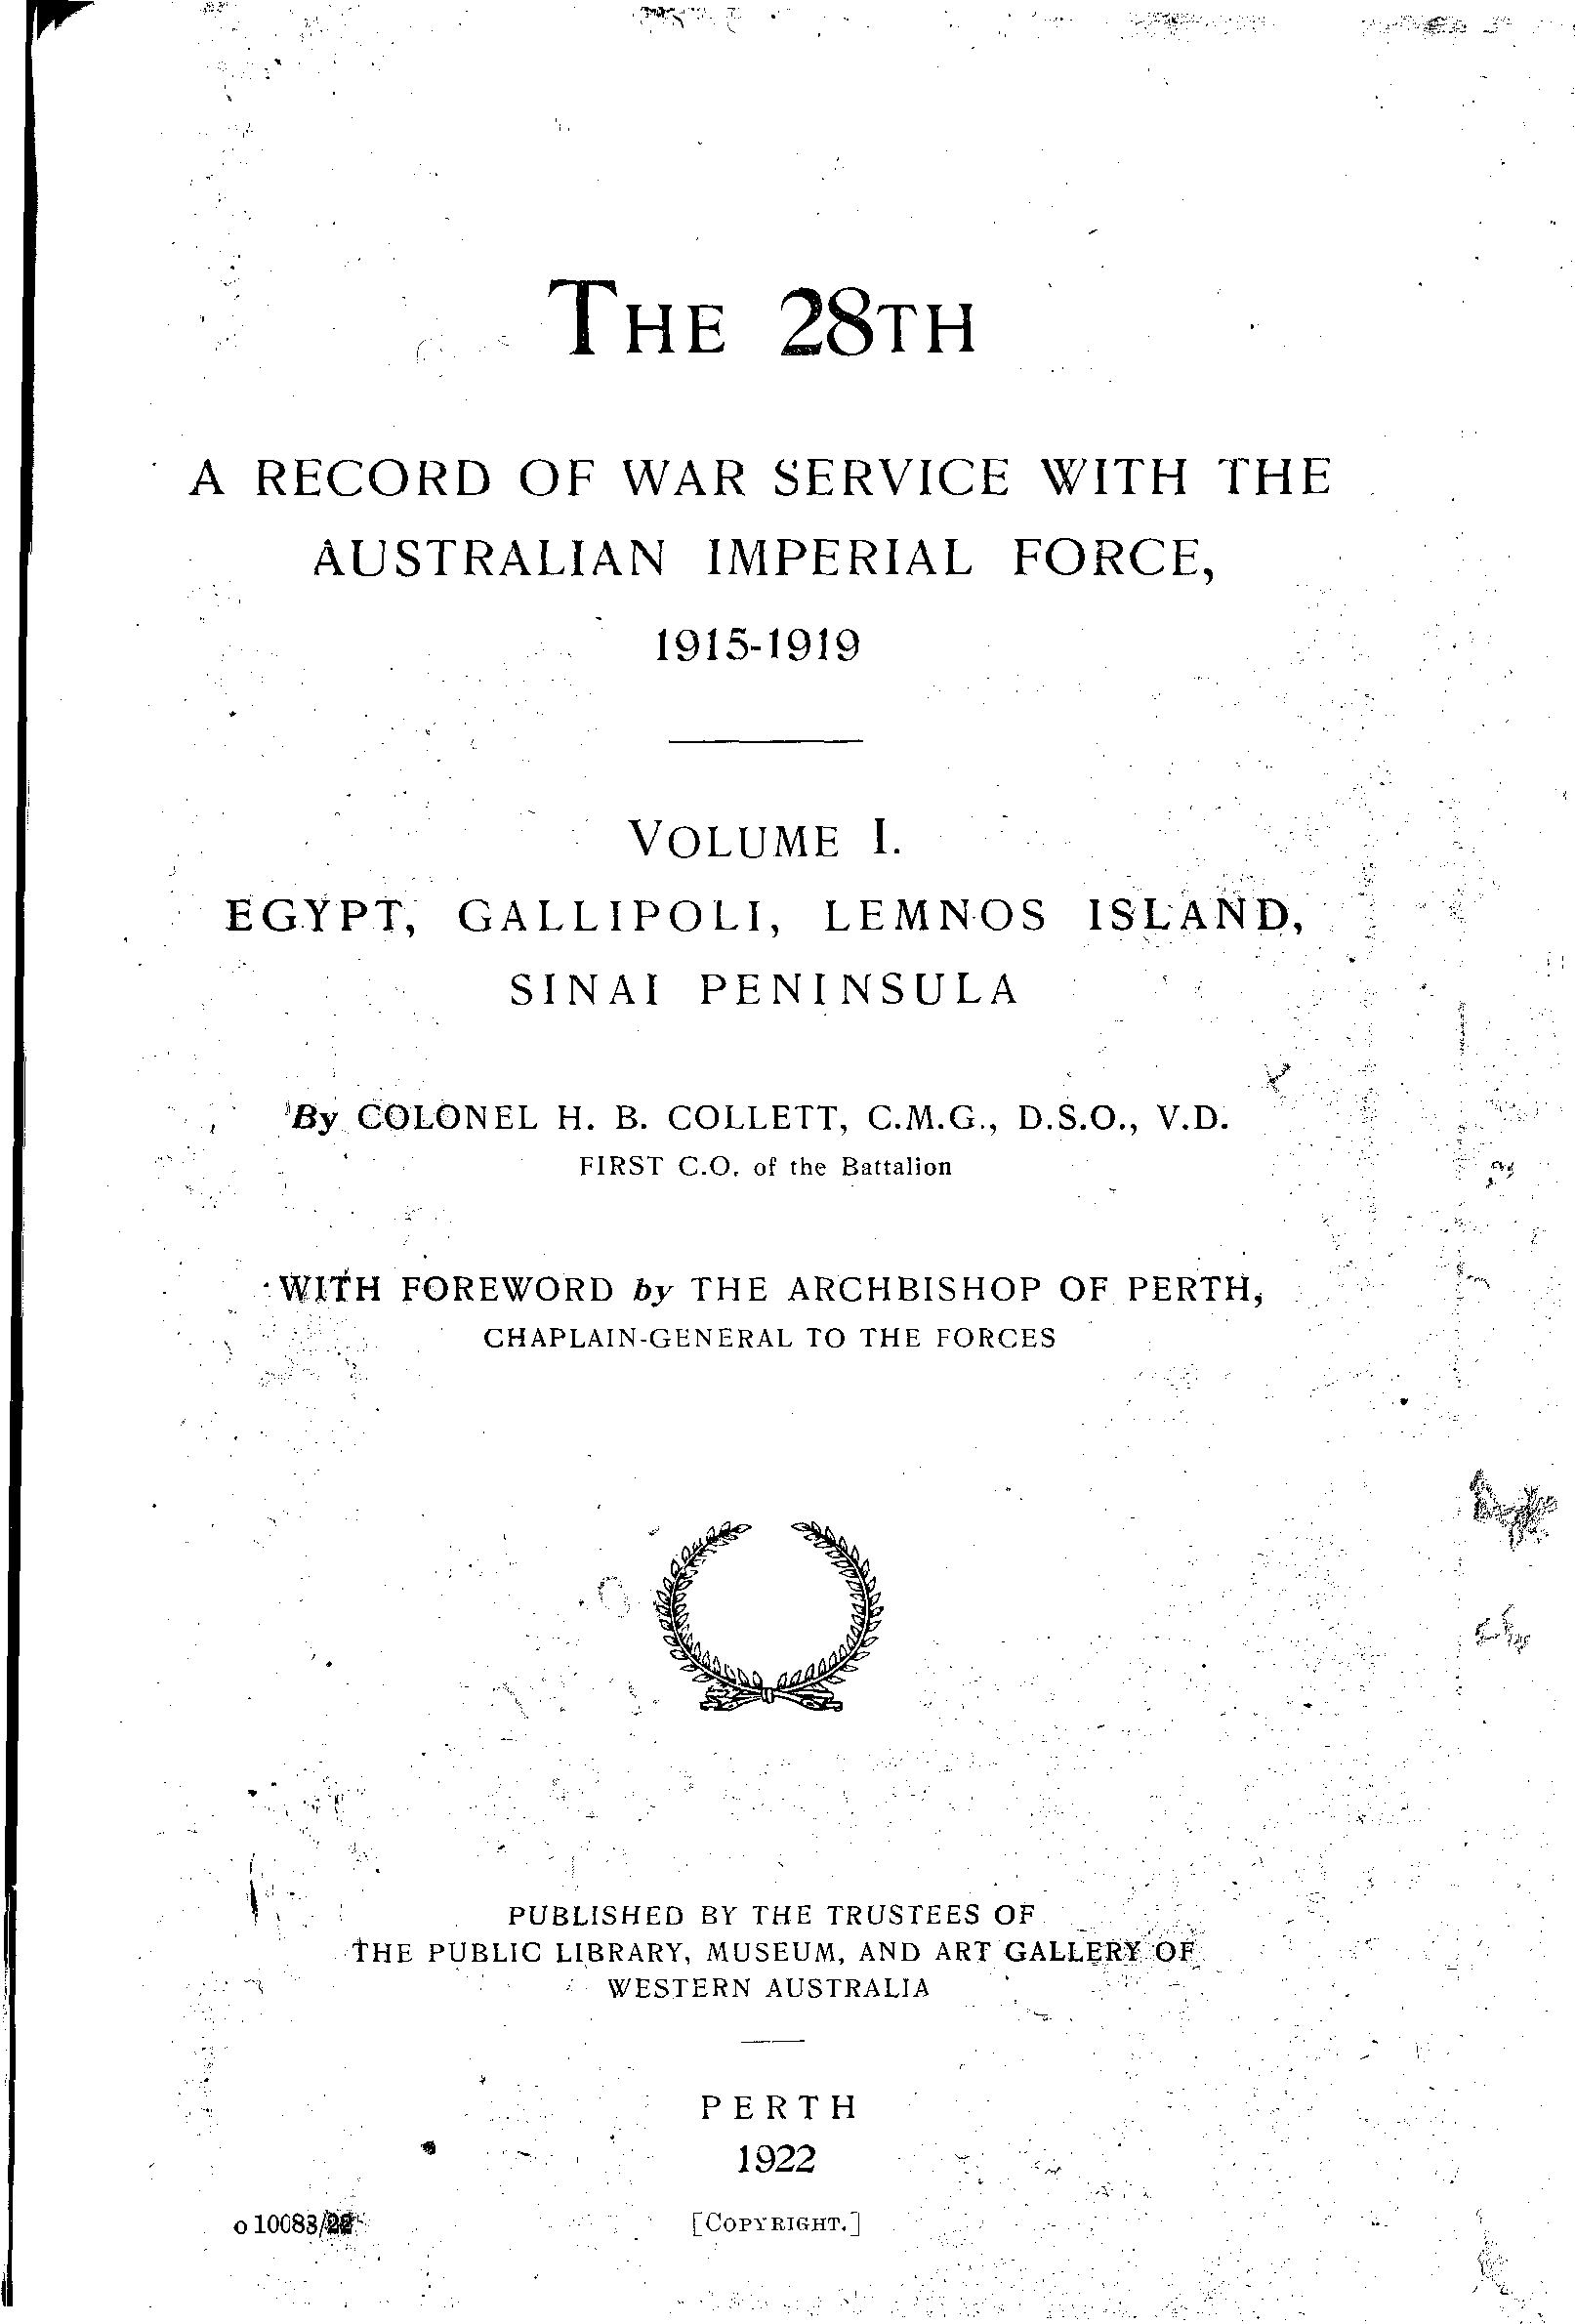 THE 28TH
A RECORD OF WAR SERVICE WITH THE
AUSTRALIAN IMPERIAL FORCE,
1915-1919
VOLUME I.
EGYPT, GALLIPOLI, LEMNOS ISLAND,
SINAI PENINSULA
By COLONEL H. B. COLLETT, C.M.G., D.S.O., V.D.
FIRST C.O. of the Battalion
WITH FOREWORD by THE ARCHBISHOP OF PERTH,
CHAPLAIN-GENERAL TO THE FORCES
PUBLISHED BY THE TRUSTEES OF
THE PUBLIC LIBRARY, MUSEUM, AND ART GALLERY OF
WESTERN AUSTRALIA
PERTH
1922
o 10083/22
[COPYRIGHT.]